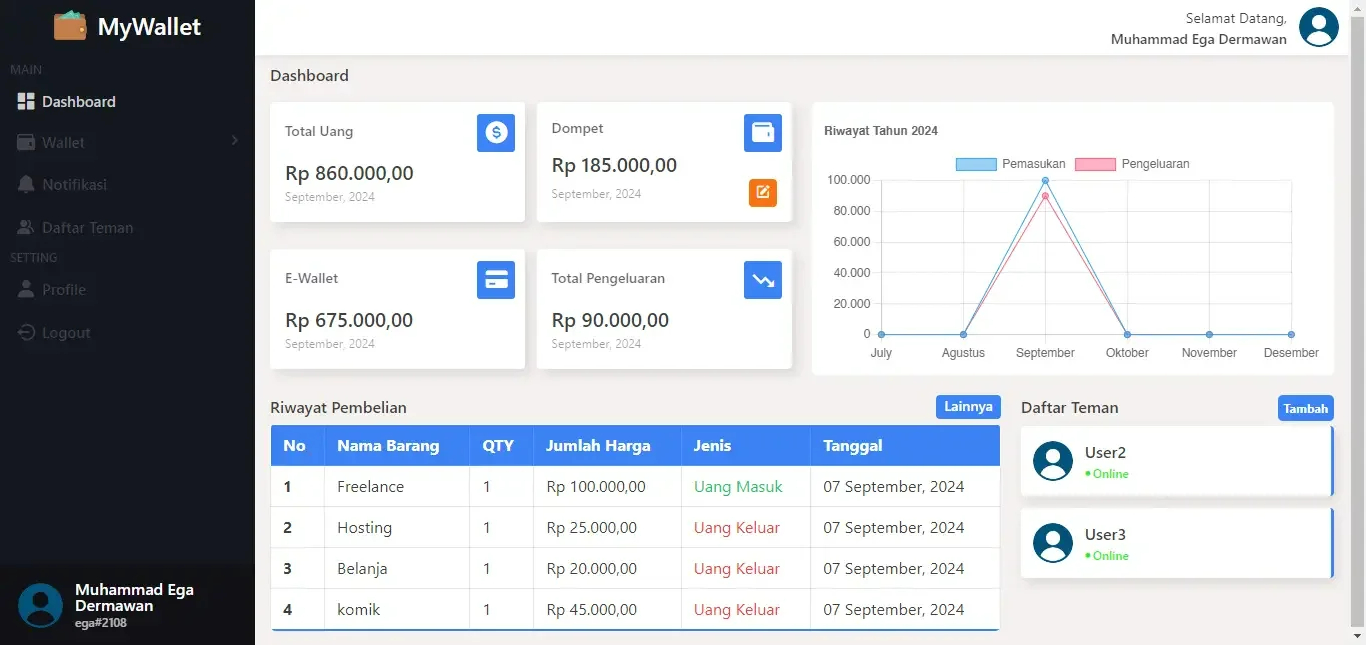 MyWallet
MAIN
Dashboard
Wallet
Notifikasi
Daftar Teman
SETTING
Profile
Logout
Muhammad Ega
Dermawan
ega#2108
Selamat Datang,
Muhammad Ega Dermawan
Dashboard
Total Uang
Rp 860.000,00
September, 2024
Dompet
Rp 185.000,00
September, 2024
E-Wallet
Rp 675.000,00
September, 2024
Total Pengeluaran
Rp 90.000,00
September, 2024
Riwayat Tahun 2024
Pemasukan Pengeluaran
100.000
80.000
60.000
40.000
20.000
0
July Agustus September Oktober November Desember
Riwayat Pembelian Lainnya
No Nama Barang QTY Jumlah Harga Jenis Tanggal
1 Freelance 1 Rp 100.000,00 Uang Masuk 07 September, 2024
2 Hosting 1 Rp 25.000,00 Uang Keluar 07 September, 2024
3 Belanja 1 Rp 20.000,00 Uang Keluar 07 September, 2024
4 komik 1 Rp 45.000,00 Uang Keluar 07 September, 2024
Daftar Teman Tambah
User2
Online
User3
Online